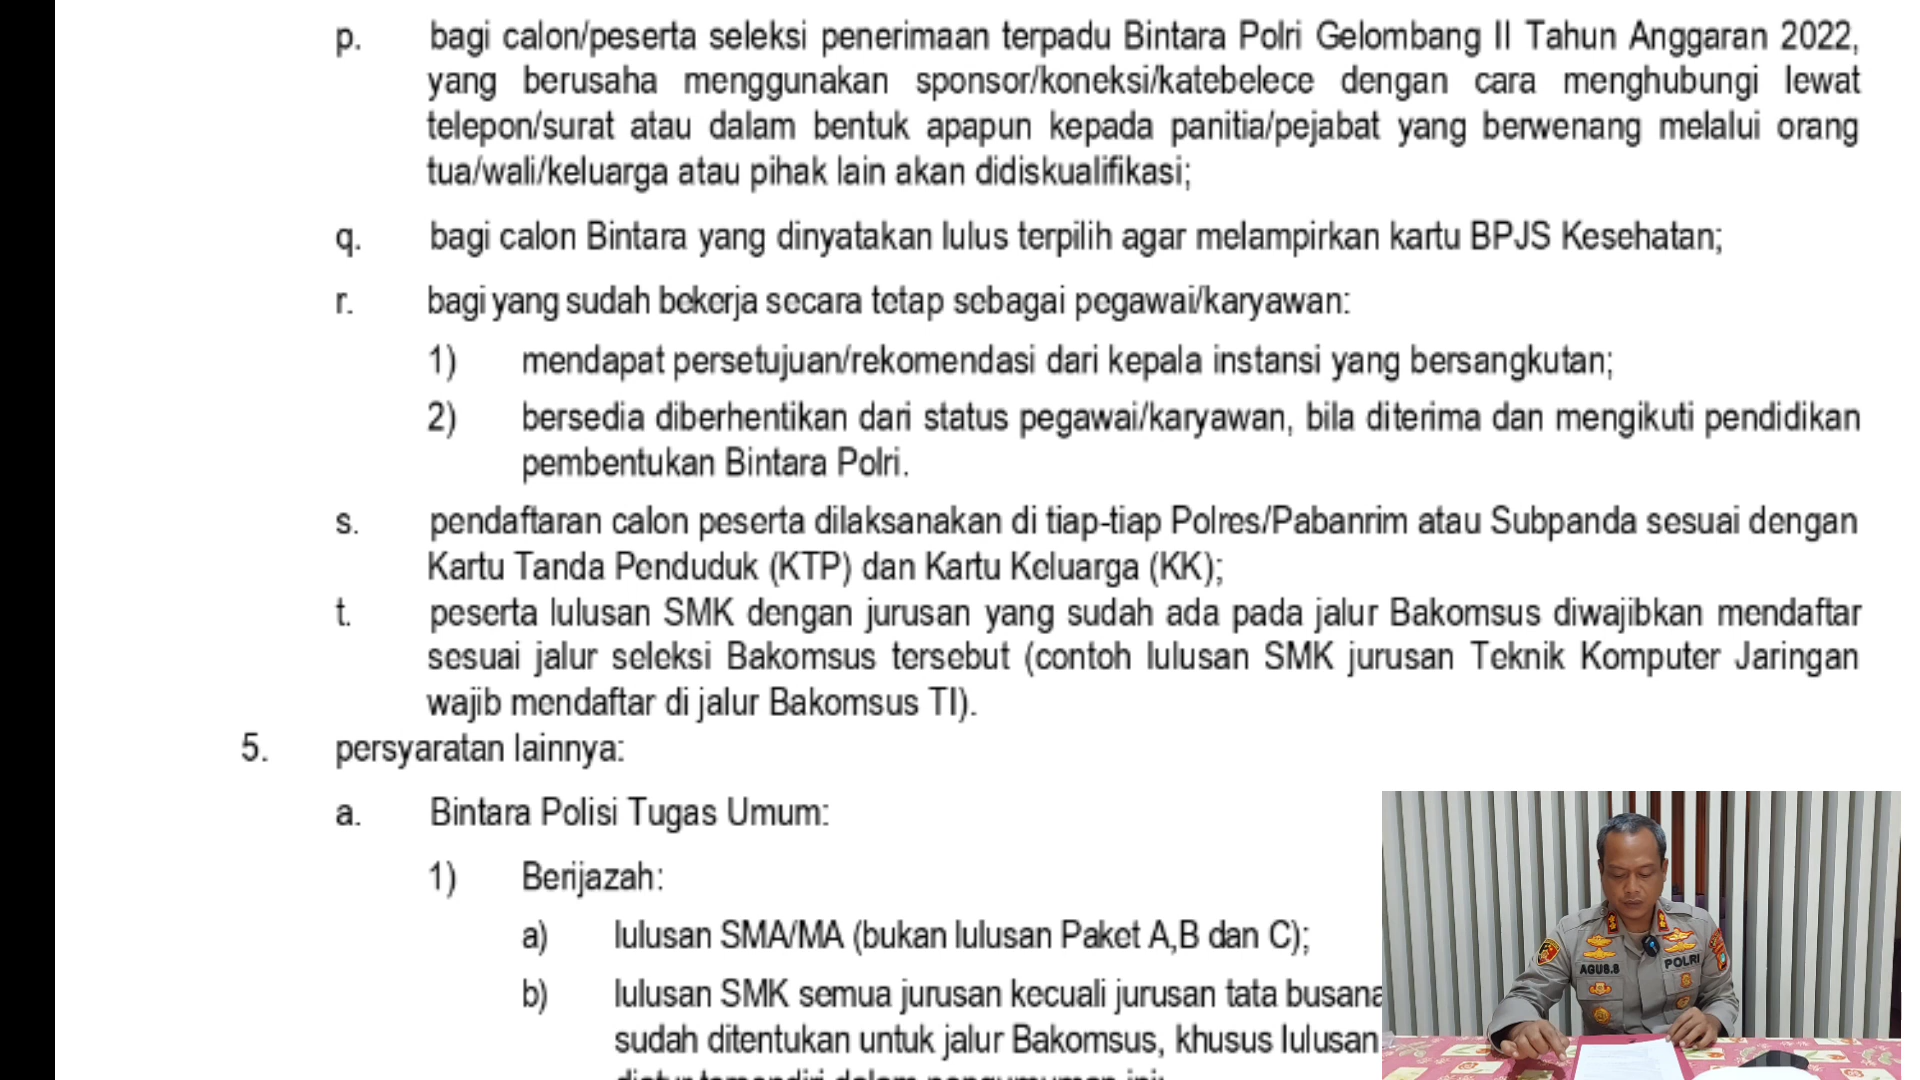 p. bagi calon/peserta seleksi penerimaan terpadu Bintara Polri Gelombang II Tahun Anggaran 2022,
yang berusaha menggunakan sponsor/koneksi/katebelece dengan cara menghubungi lewat
telepon/surat atau dalam bentuk apapun kepada panitia/pejabat yang berwenang melalui orang
tua/wali/keluarga atau pihak lain akan didiskualifikasi;
q. bagi calon Bintara yang dinyatakan lulus terpilih agar melampirkan kartu BPJS Kesehatan;
r. bagi yang sudah bekerja secara tetap sebagai pegawai/karyawan:
1) mendapat persetujuan/rekomendasi dari kepala instansi yang bersangkutan;
2) bersedia diberhentikan dari status pegawai/karyawan, bila diterima dan mengikuti pendidikan
pembentukan Bintara Polri.
s. pendaftaran calon peserta dilaksanakan di tiap-tiap Polres/Pabanrim atau Subpanda sesuai dengan
Kartu Tanda Penduduk (KTP) dan Kartu Keluarga (KK);
t. peserta lulusan SMK dengan jurusan yang sudah ada pada jalur Bakomsus diwajibkan mendaftar
sesuai jalur seleksi Bakomsus tersebut (contoh lulusan SMK jurusan Teknik Komputer Jaringan
wajib mendaftar di jalur Bakomsus TI).
5. persyaratan lainnya:
a. Bintara Polisi Tugas Umum:
1) Berijazah:
a) lulusan SMA/MA (bukan lulusan Paket A,B dan C);
b) lulusan SMK semua jurusan kecuali jurusan tata busana
sudah ditentukan untuk jalur Bakomsus, khusus lulusan
AGUS.B
POLRI